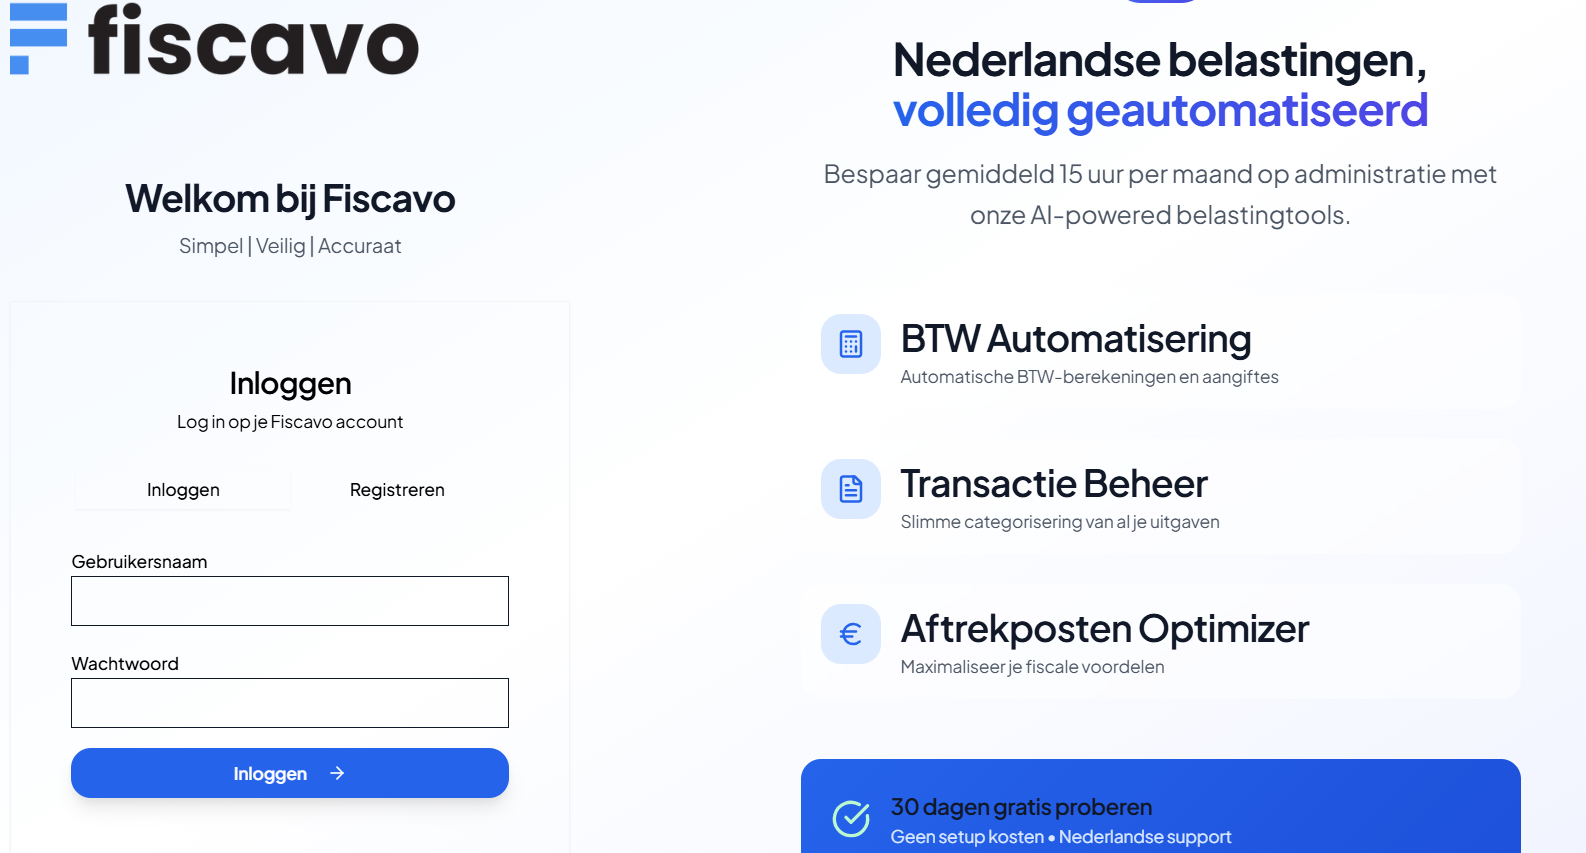 fiscavo
Welkom bij Fiscavo
Simpel | Veilig | Accuraat
Inloggen
Log in op je Fiscavo account
Inloggen
Registreren
Gebruikersnaam
Wachtwoord
Inloggen →
Nederlandse belastingen,
volledig geautomatiseerd
Bespaar gemiddeld 15 uur per maand op administratie met
onze AI-powered belastingtools.
BTW Automatisering
Automatische BTW-berekeningen en aangiftes
Transactie Beheer
Slimme categorisering van al je uitgaven
€
Aftrekposten Optimizer
Maximaliseer je fiscale voordelen
30 dagen gratis proberen
Geen setup kosten • Nederlandse support